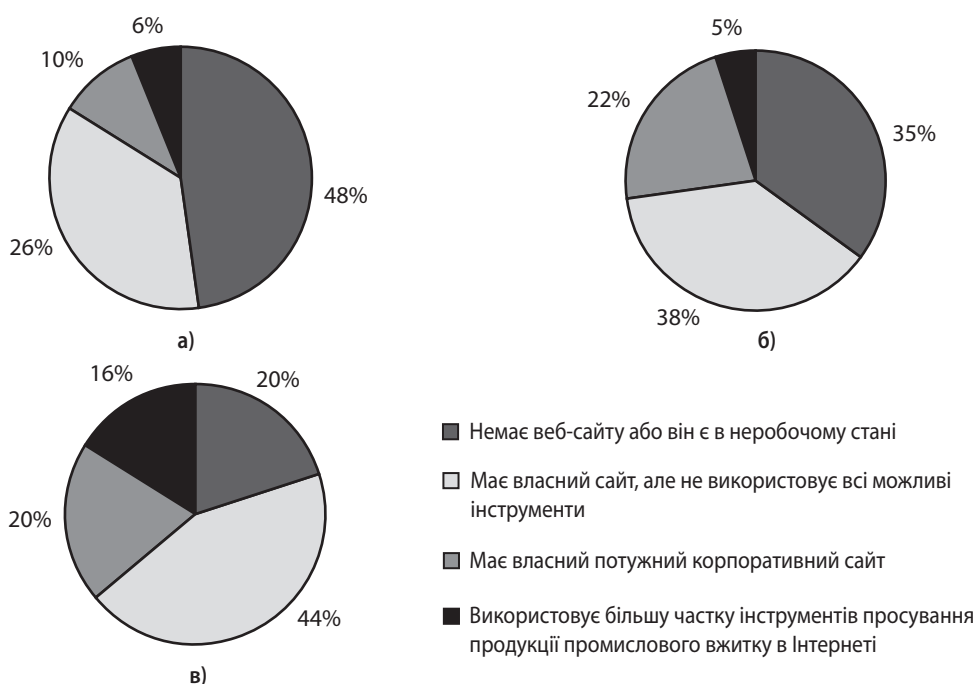 6%
10%
48%
26%
а)
5%
22%
35%
38%
б)
16%
20%
20%
44%
в)
Немає веб-сайту або він є в неробочому стані
Має власний сайт, але не використовує всі можливі
інструменти
Має власний потужний корпоративний сайт
Використовує більшу частку інструментів просування
продукції промислового вжитку в Інтернеті